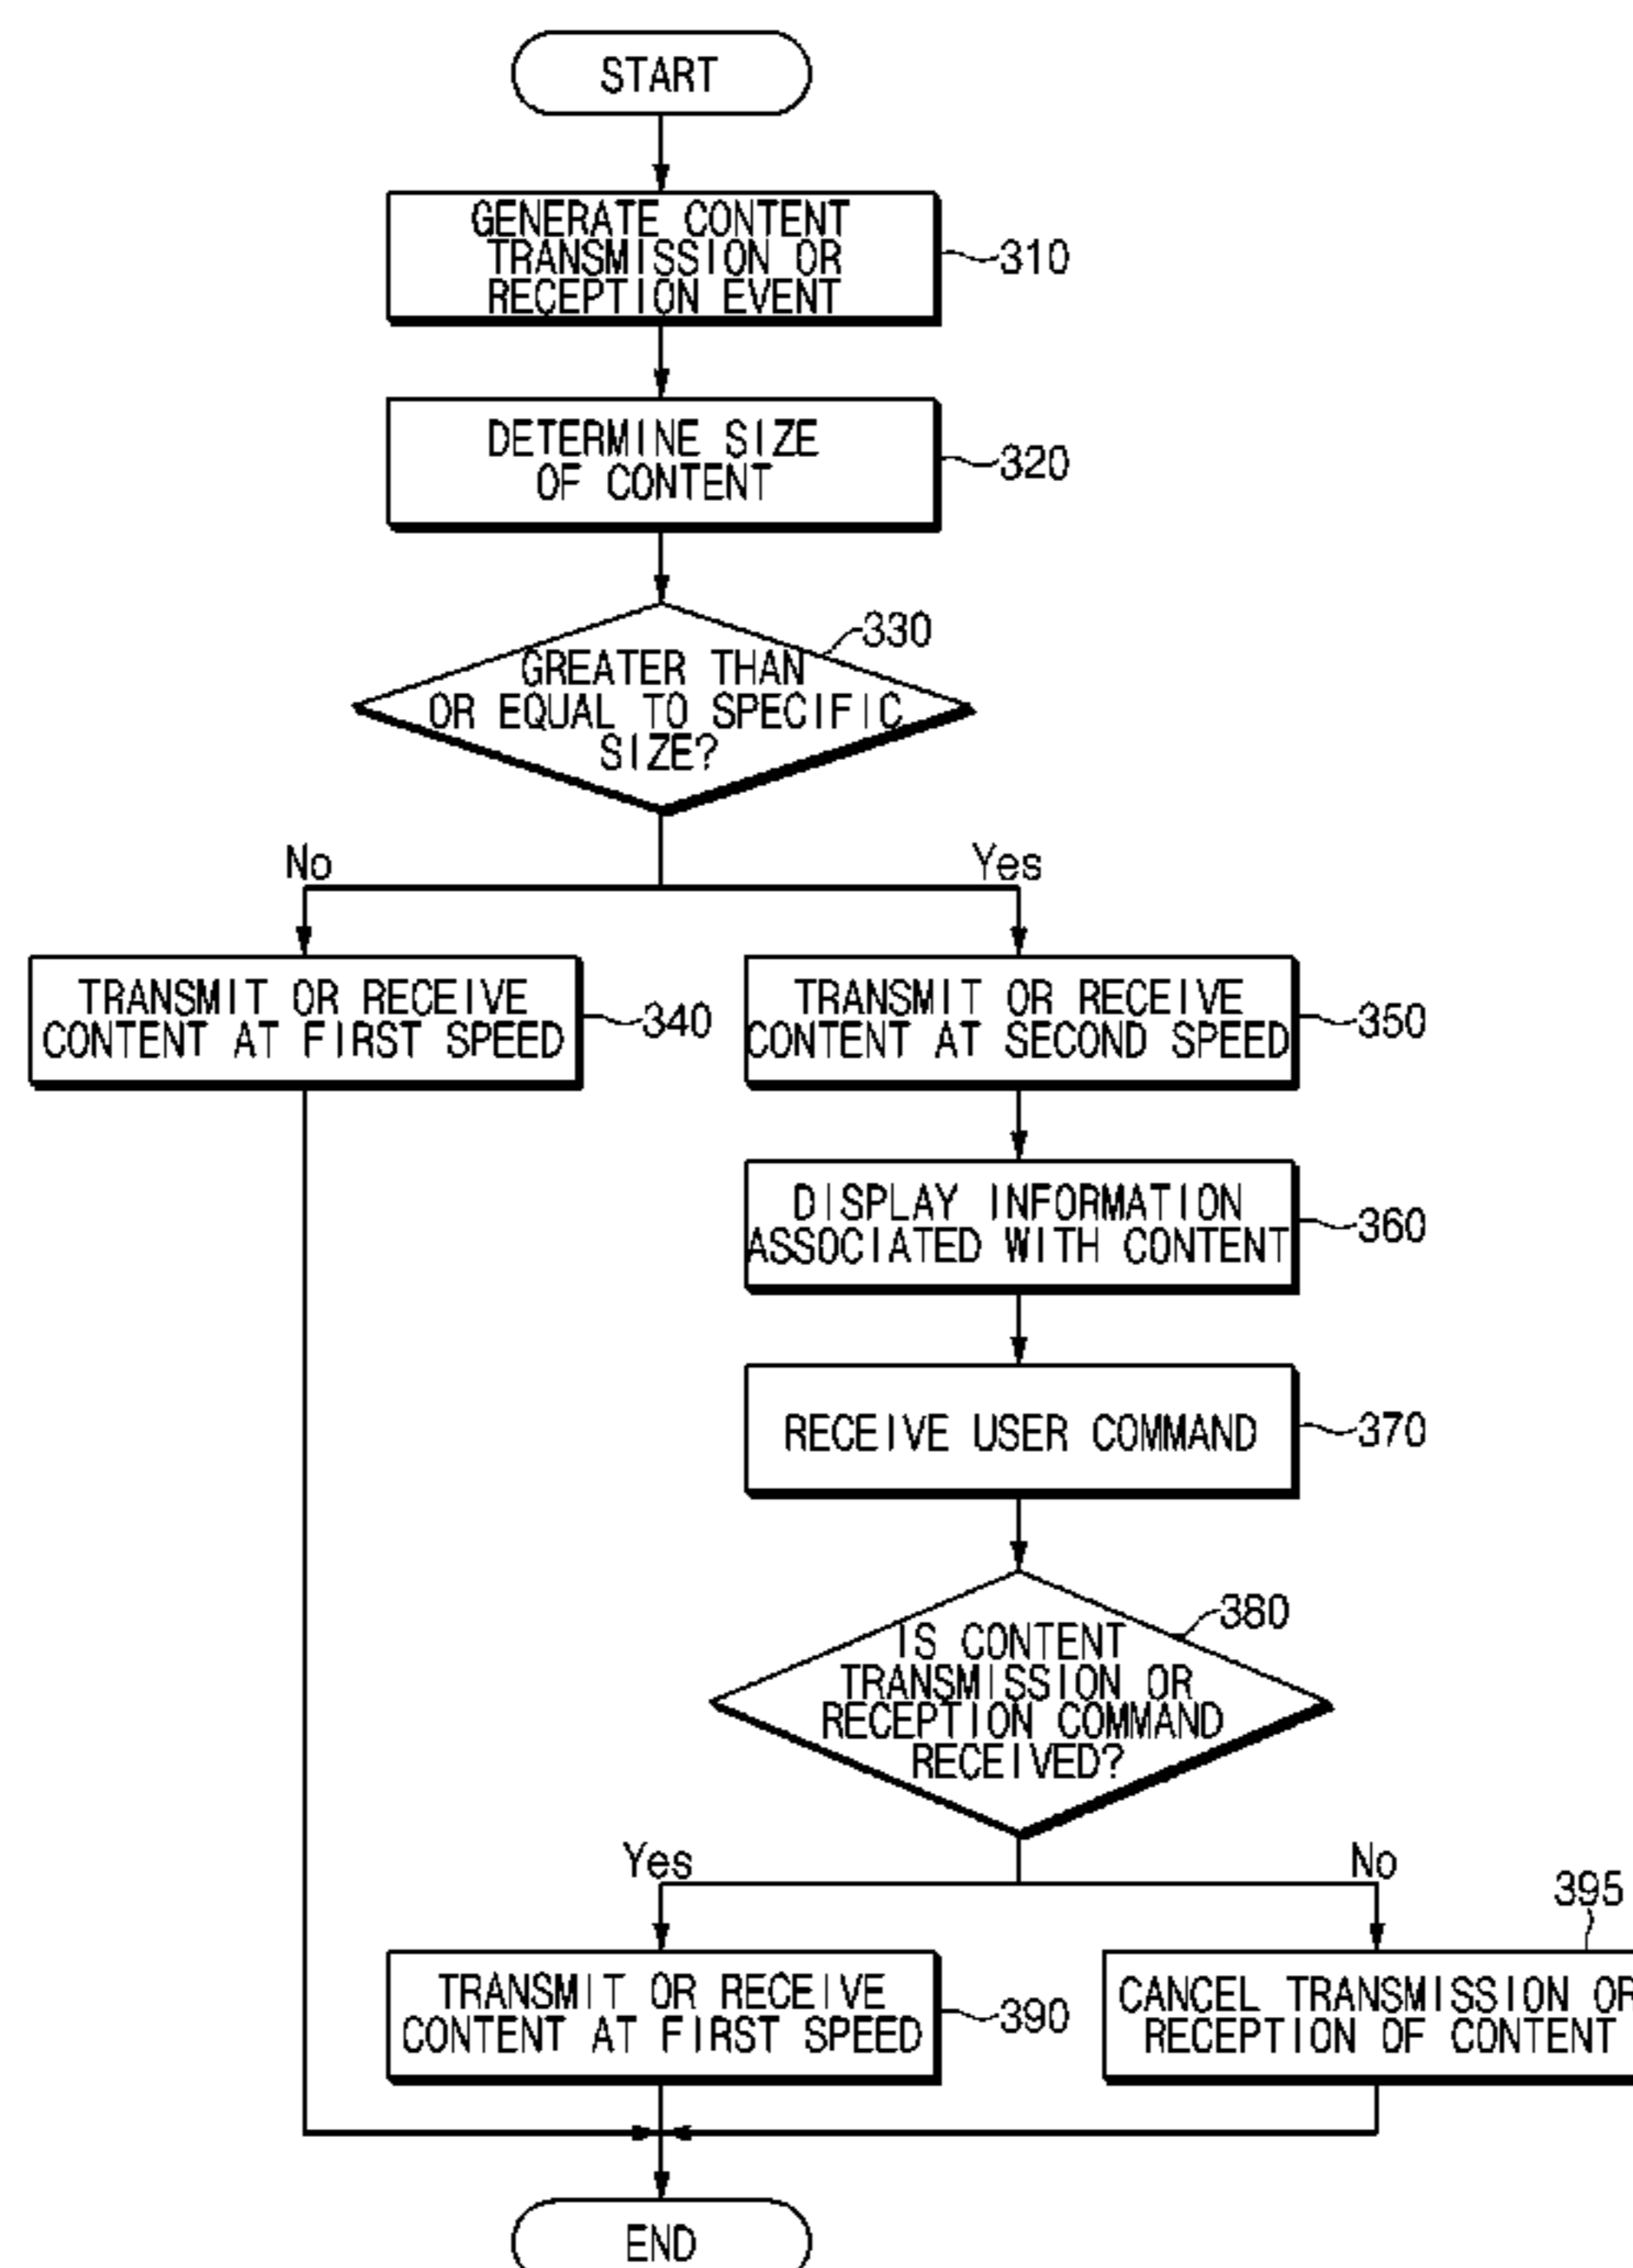 START
GENERATE CONTENT
TRANSMISSION OR
RECEPTION EVENT
310
DETERMINE SIZE
OF CONTENT
320
330
GREATER THAN
OR EQUAL TO SPECIFIC
SIZE?
No
Yes
TRANSMIT OR RECEIVE
CONTENT AT FIRST SPEED
340
TRANSMIT OR RECEIVE
CONTENT AT SECOND SPEED
350
DISPLAY INFORMATION
ASSOCIATED WITH CONTENT
360
RECEIVE USER COMMAND
370
380
IS CONTENT
TRANSMISSION OR
RECEPTION COMMAND
RECEIVED?
Yes
No
395
TRANSMIT OR RECEIVE
CONTENT AT FIRST SPEED
390
CANCEL TRANSMISSION OR
RECEPTION OF CONTENT
END